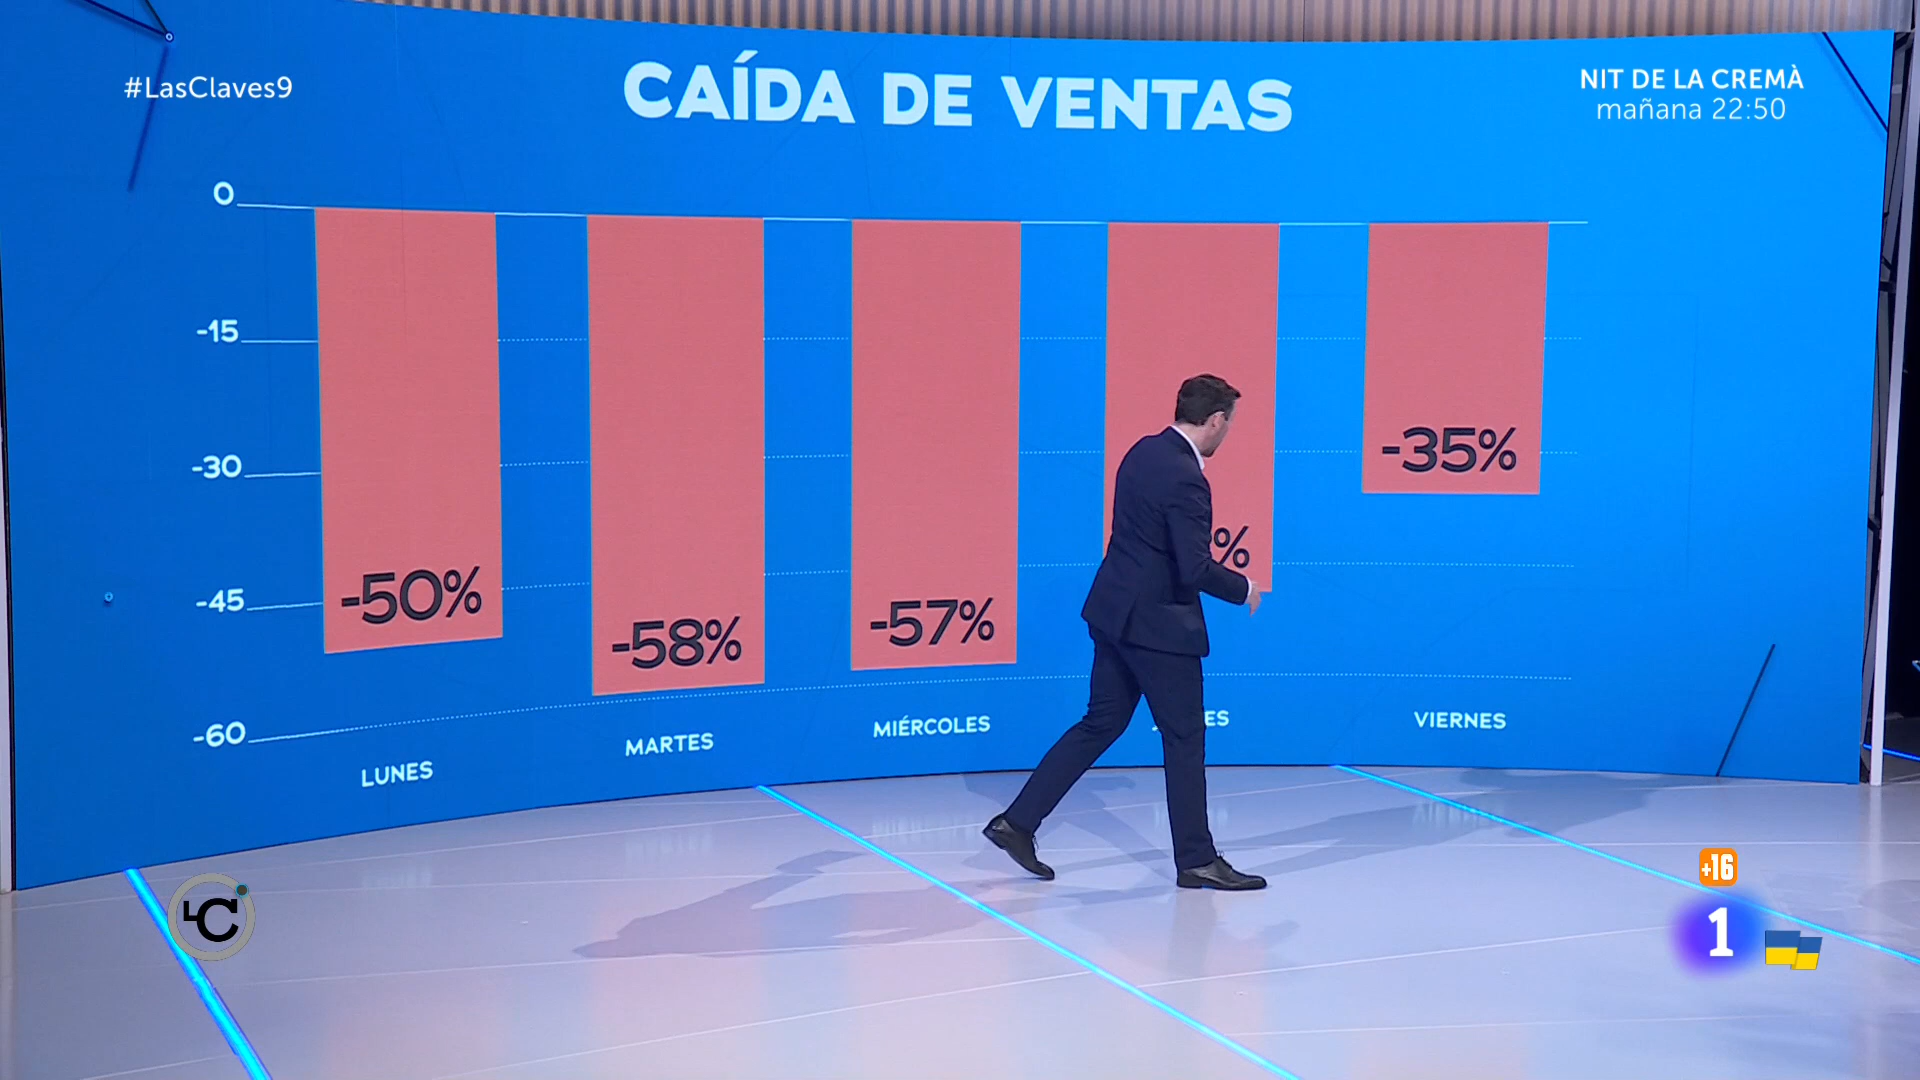 #LasClaves9
CAÍDA DE VENTAS
NIT DE LA CREMÀ
mañana 22:50
0
-15
-30
-45
-60
-50%
-58%
-57%
%
-35%
LUNES
MARTES
MIÉRCOLES
ES
VIERNES
LC
+16
1